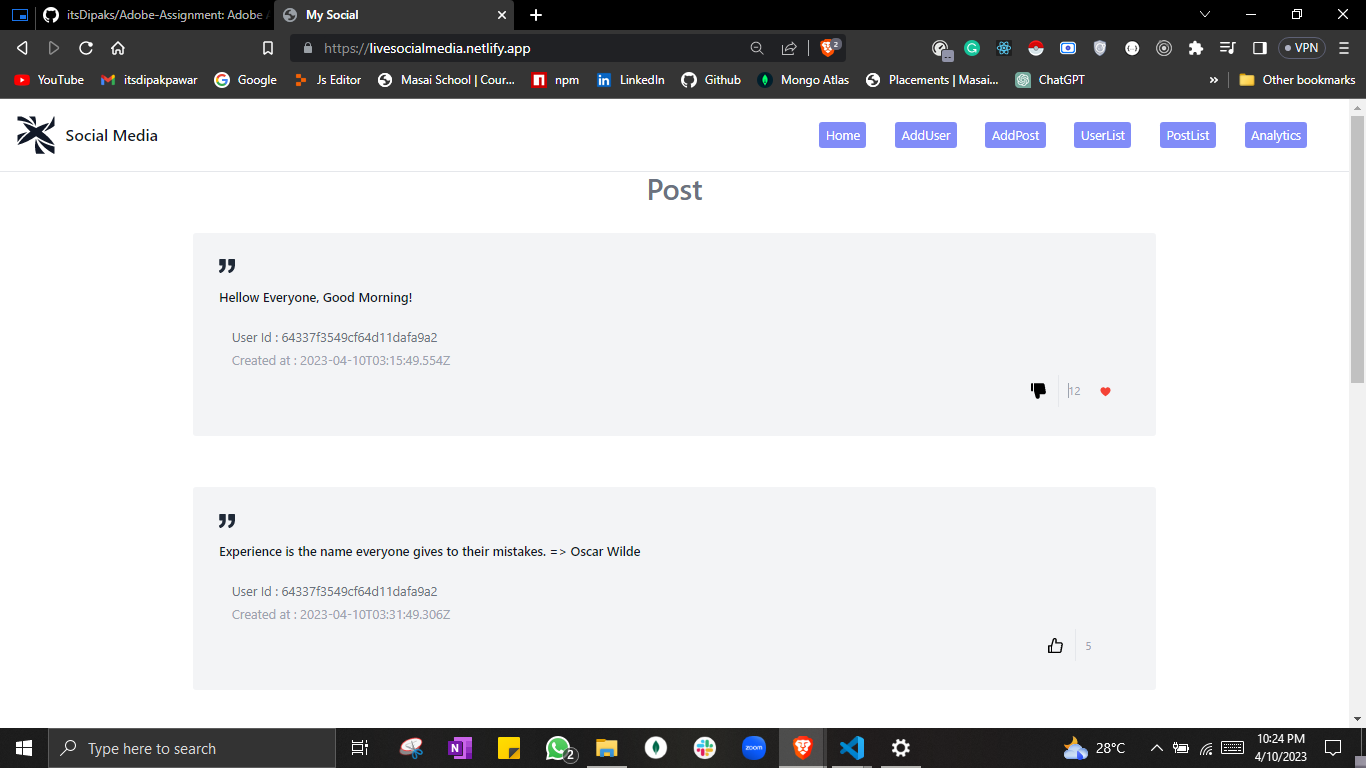 itsDipaks/Adobe-Assignment: Adobe A
My Social
https://livesocialmedia.netlify.app
2
VPN
YouTube
itsdipakpawar
Google
Js Editor
Masai School | Cour...
npm
LinkedIn
Github
Mongo Atlas
Placements | Masai...
ChatGPT
»
Other bookmarks
Social Media
Home
AddUser
AddPost
UserList
PostList
Analytics
Post
Hellow Everyone, Good Morning!
User Id : 64337f3549cf64d11dafa9a2
Created at : 2023-04-10T03:15:49.554Z
12
Experience is the name everyone gives to their mistakes. => Oscar Wilde
User Id : 64337f3549cf64d11dafa9a2
Created at : 2023-04-10T03:31:49.306Z
5
Type here to search
N
2
zoom
28°C
10:24 PM
4/10/2023